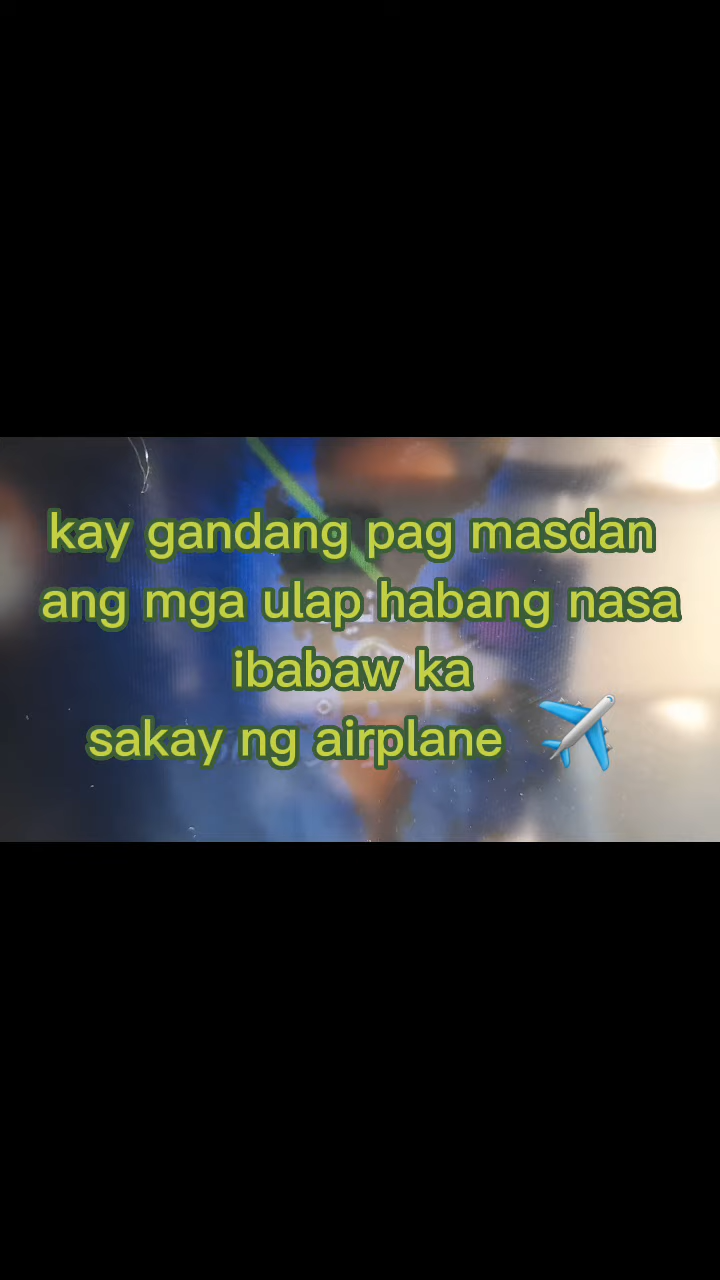 kay gandang pag masdan
ang mga ulap habang nasa
ibabaw ka
sakay ng airplane ✈️